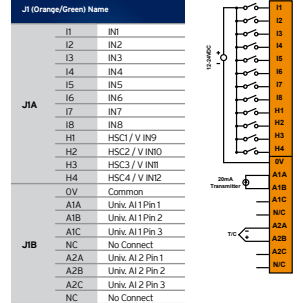 J1 (Orange/Green) Name
J1A
I1 IN1
I2 IN2
I3 IN3
I4 IN4
I5 IN5
I6 IN6
I7 IN7
I8 IN8
H1 HSC1 / V IN9
H2 HSC2 / V IN10
H3 HSC3 / V IN11
H4 HSC4 / V IN12
J1B
0V Common
A1A Univ. AI 1 Pin 1
A1B Univ. AI 1 Pin 2
A1C Univ. AI 1 Pin 3
NC No Connect
A2A Univ. AI 2 Pin 1
A2B Univ. AI 2 Pin 2
A2C Univ. AI 2 Pin 3
NC No Connect
12-24VDC
20mA
Transmitter
T/C
I1
I2
I3
I4
I5
I6
I7
I8
H1
H2
H3
H4
0V
A1A
A1B
A1C
N/C
A2A
A2B
A2C
N/C